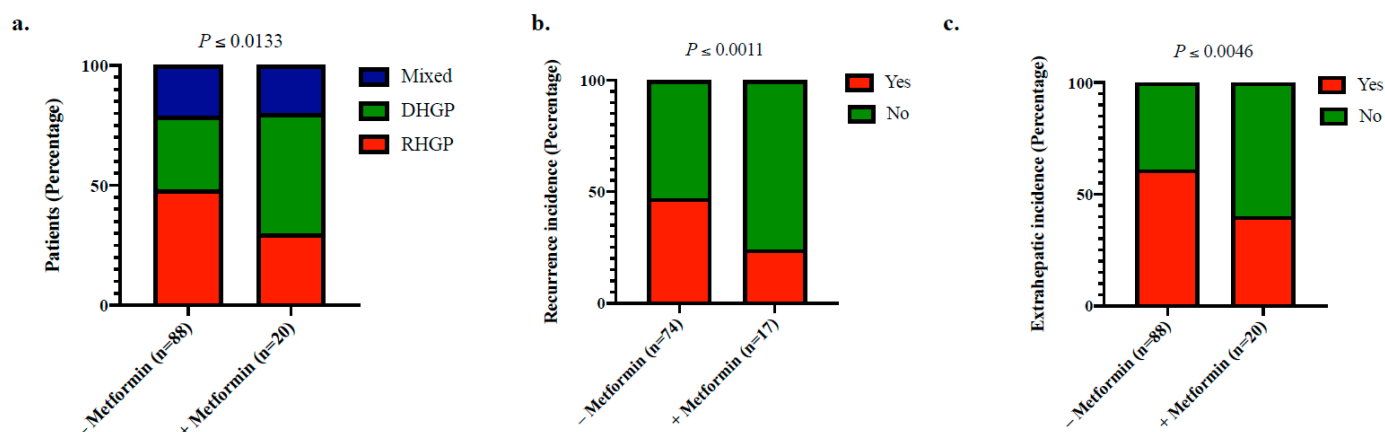 a.
P ≤ 0.0133
Patients (Percentage)
100
50
0
Mixed
DHGP
RHGP
– Metformin (n=88)
+ Metformin (n=20)
b.
P ≤ 0.0011
Recurrence incidence (Pecrentage)
100
50
0
Yes
No
– Metformin (n=74)
+ Metformin (n=17)
c.
P ≤ 0.0046
Extrahepatic incidence (Percentage)
100
50
0
Yes
No
– Metformin (n=88)
+ Metformin (n=20)